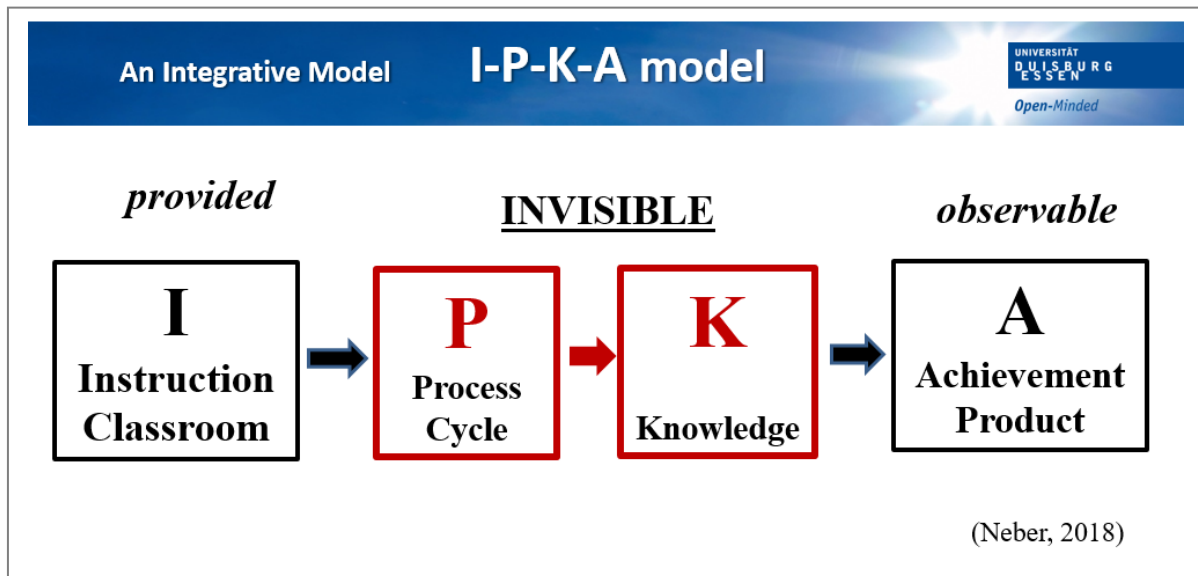 An Integrative Model I-P-K-A model
UNIVERSITÄT
DUISBURG
ESSEN
Open-Minded
provided
INVISIBLE
observable
I
Instruction
Classroom
P
Process
Cycle
K
Knowledge
A
Achievement
Product
(Neber, 2018)